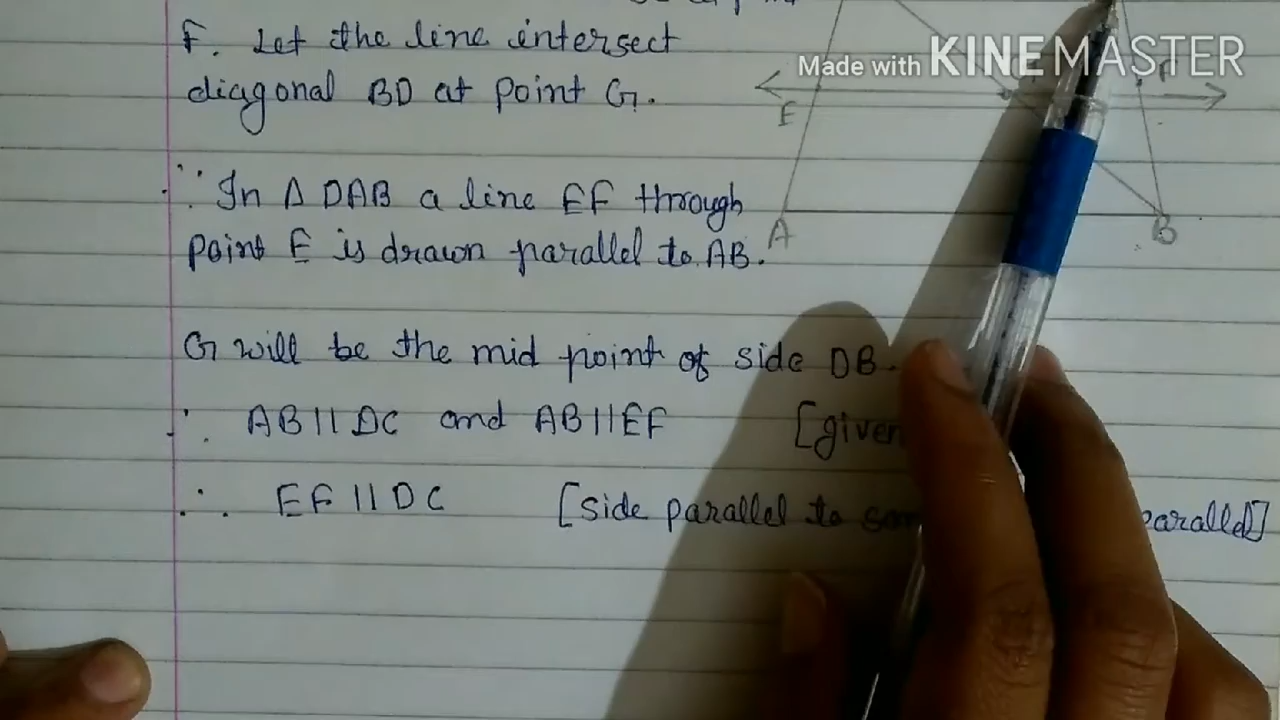 F. Let the line intersect
diagonal BD at point G.
Made with KINEMASTER
E
F
∵ In Δ DAB a line EF through
point E is drawn parallel to AB.
A
B
G will be the mid point of side DB.
∵ AB || DC and AB || EF [given
∴ EF || DC [side parallel to parallel]